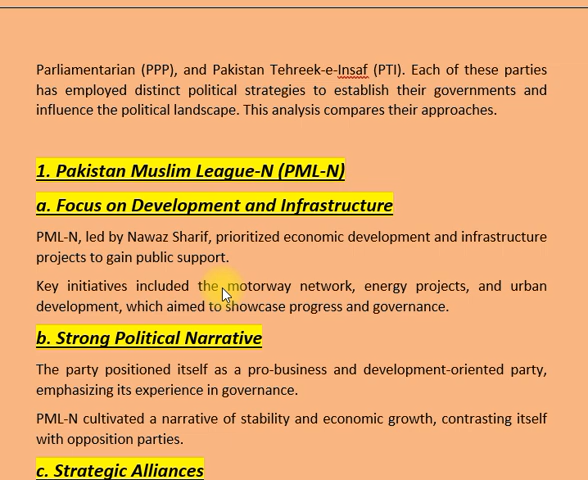 Parliamentarian (PPP), and Pakistan Tehreek-e-Insaf (PTI). Each of these parties
has employed distinct political strategies to establish their governments and
influence the political landscape. This analysis compares their approaches.
1. Pakistan Muslim League-N (PML-N)
a. Focus on Development and Infrastructure
PML-N, led by Nawaz Sharif, prioritized economic development and infrastructure
projects to gain public support.
Key initiatives included the motorway network, energy projects, and urban
development, which aimed to showcase progress and governance.
b. Strong Political Narrative
The party positioned itself as a pro-business and development-oriented party,
emphasizing its experience in governance.
PML-N cultivated a narrative of stability and economic growth, contrasting itself
with opposition parties.
c. Strategic Alliances